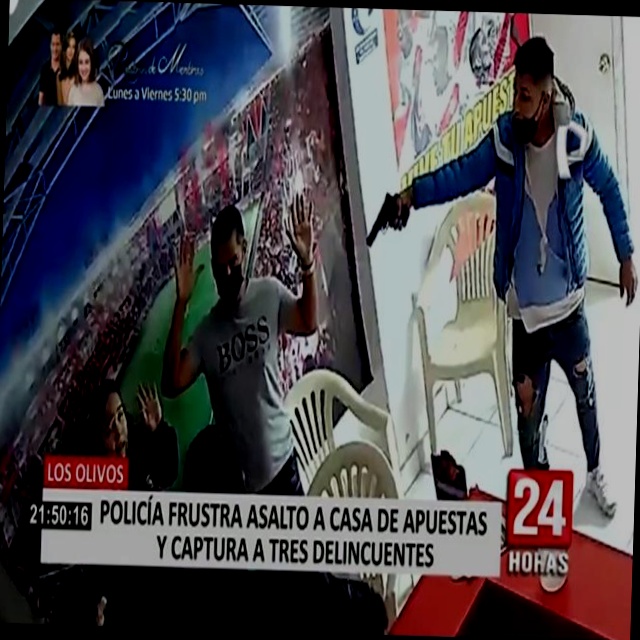 Lunes a Viernes 5:30 pm
BOSS
LOS OLIVOS
21:50:16
POLICÍA FRUSTRA ASALTO A CASA DE APUESTAS
Y CAPTURA A TRES DELINCUENTES
24
HORAS